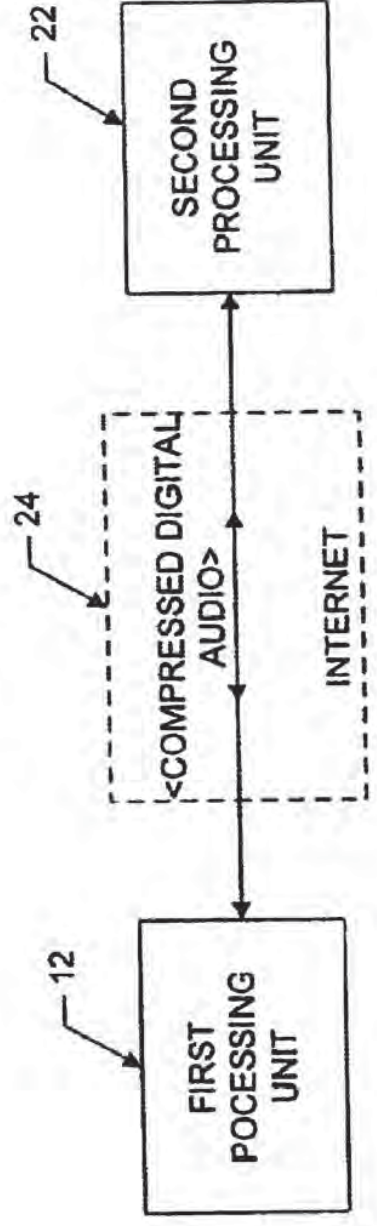 12
FIRST
POCESSING
UNIT
24
<COMPRESSED DIGITAL
AUDIO>
INTERNET
22
SECOND
PROCESSING
UNIT